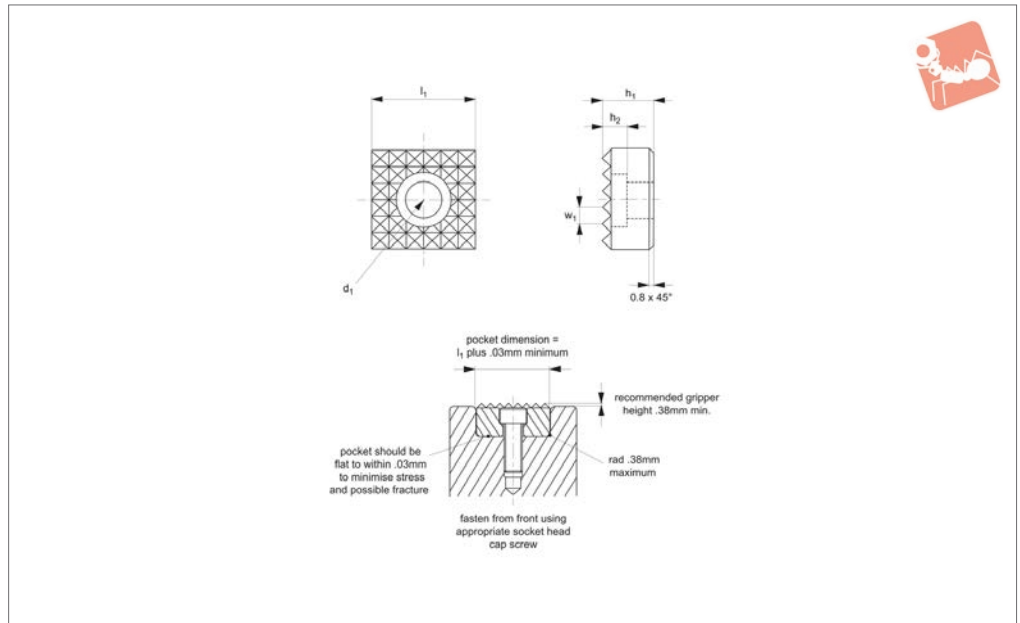 l₁
h₁
h₂
w₁
d₁
0.8 x 45°
pocket dimension =
l₁ plus .03mm minimum
recommended gripper
height .38mm min.
pocket should be
flat to within .03mm
to minimise stress
and possible fracture
rad .38mm
maximum
fasten from front using
appropriate socket head
cap screw